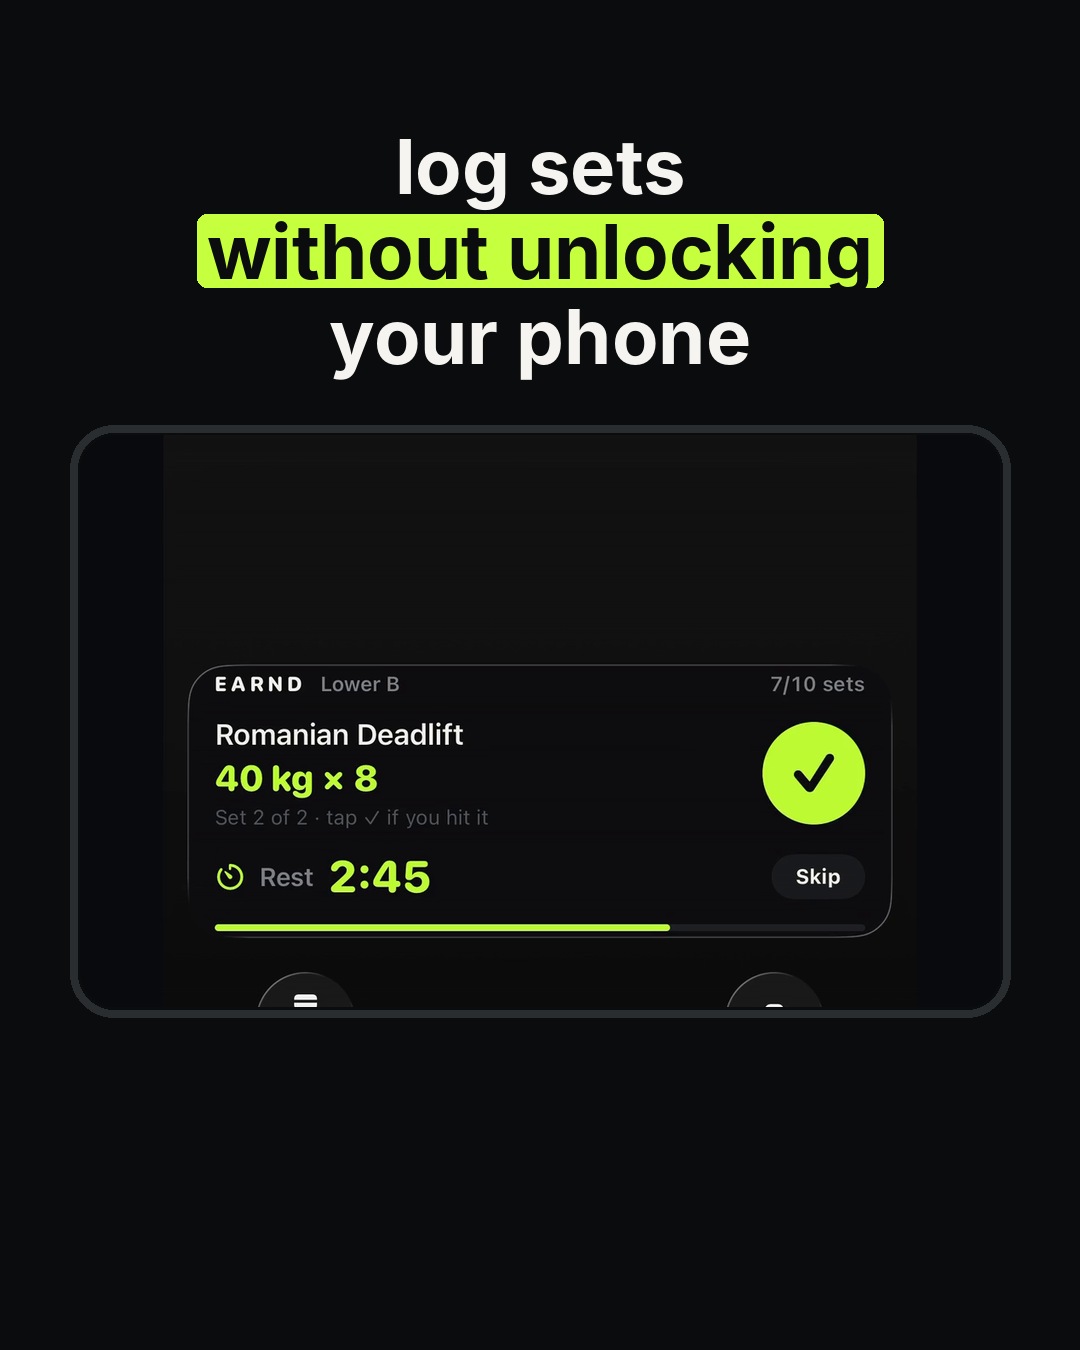 log sets
without unlocking
your phone
EARND Lower B 7/10 sets
Romanian Deadlift
40 kg × 8
Set 2 of 2 · tap ✓ if you hit it
Rest 2:45 Skip